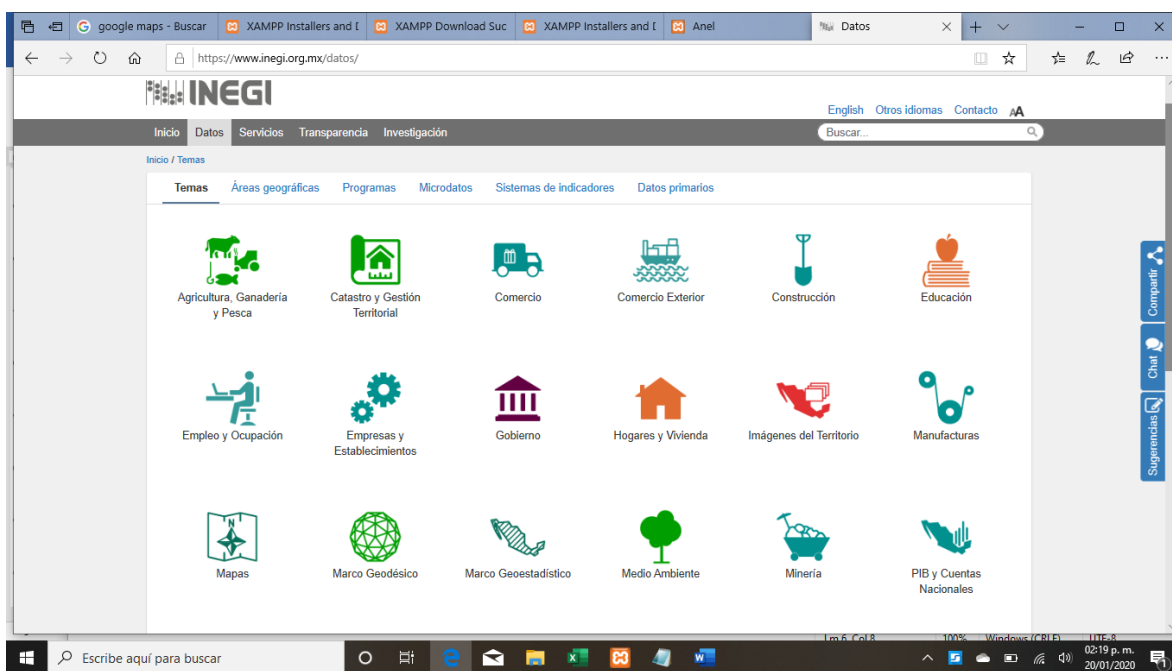 google maps - Buscar
XAMPP Installers and I
XAMPP Download Suc
XAMPP Installers and I
Anel
Datos
https://www.inegi.org.mx/datos/
INEGI
English Otros idiomas Contacto AA
Inicio Datos Servicios Transparencia Investigación
Buscar...
Inicio / Temas
Temas Áreas geográficas Programas Microdatos Sistemas de indicadores Datos primarios
Agricultura, Ganadería
y Pesca
Catastro y Gestión
Territorial
Comercio
Comercio Exterior
Construcción
Educación
Compartir
Chat
Sugerencias
Empleo y Ocupación
Empresas y
Establecimientos
Gobierno
Hogares y Vivienda
Imágenes del Territorio
Manufacturas
N
Mapas
Marco Geodésico
Marco Geoestadístico
Medio Ambiente
Minería
PIB y Cuentas
Nacionales
100% Windows (CRLF) UTF-8
Escribe aquí para buscar
02:19 p. m.
20/01/2020